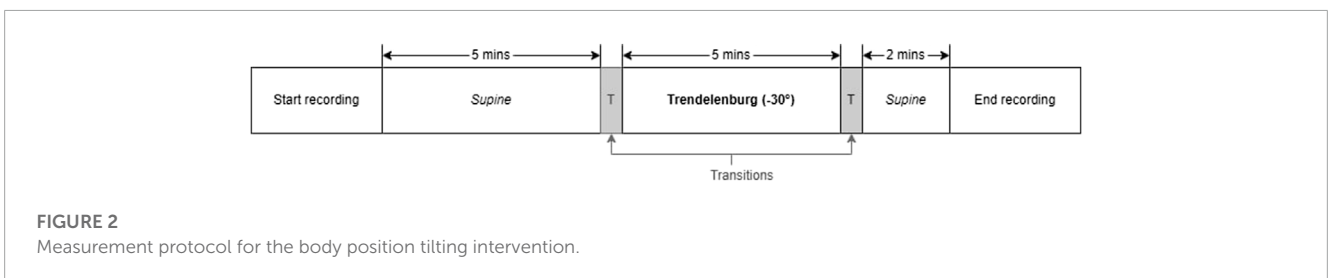 5 mins 5 mins 2 mins
Start recording Supine T Trendelenburg (-30°) T Supine End recording
Transitions
FIGURE 2
Measurement protocol for the body position tilting intervention.